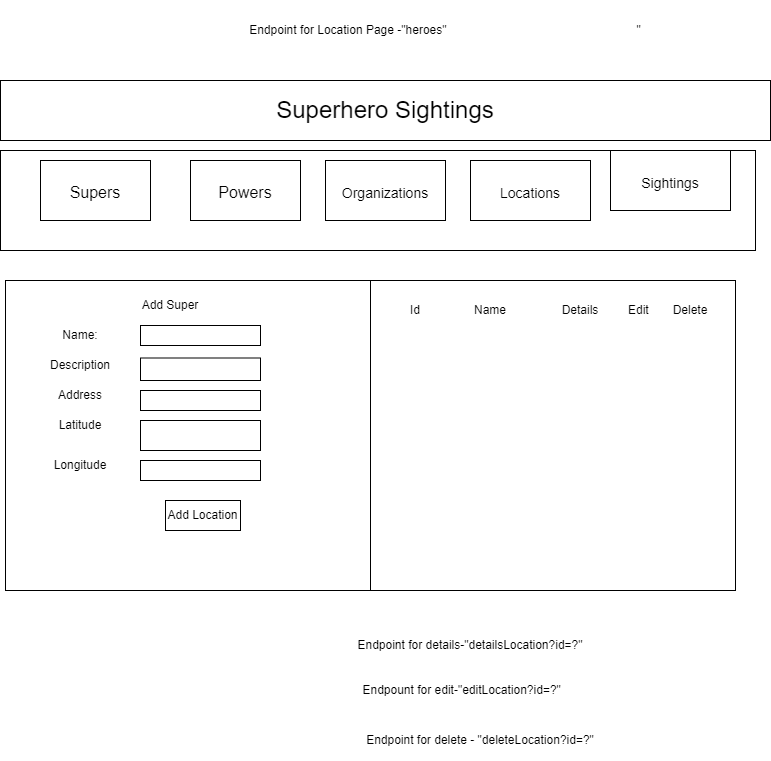 Endpoint for Location Page -"heroes" "
Superhero Sightings
Supers Powers Organizations Locations Sightings
Add Super
Id Name Details Edit Delete
Name:
Description
Address
Latitude
Longitude
Add Location
Endpoint for details-"detailsLocation?id=?"
Endpount for edit-"editLocation?id=?"
Endpoint for delete - "deleteLocation?id=?"